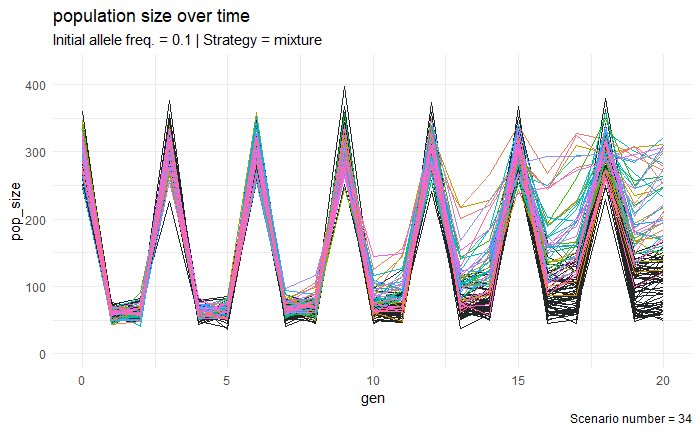 population size over time
Initial allele freq. = 0.1 | Strategy = mixture
pop_size
400
300
200
100
0
0
5
10
15
20
gen
Scenario number = 34